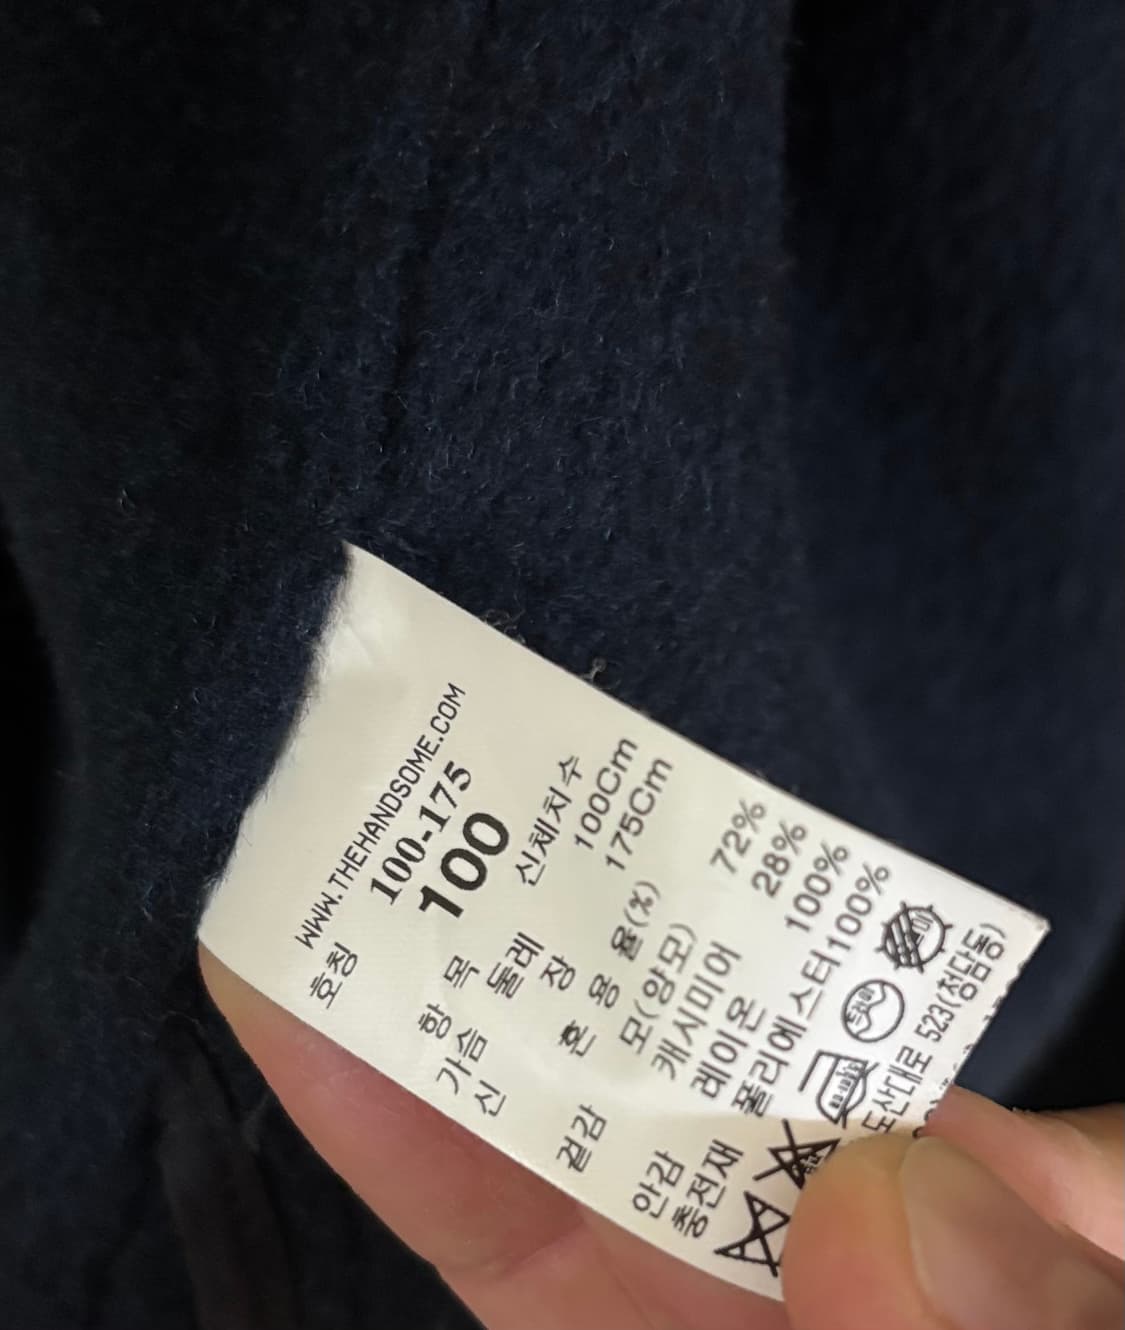 WWW.THEHANDSOME.COM
호칭 100-175
100
항 목 신체치수
가슴둘레 100Cm
신 장 175Cm
혼 용 율(%)
겉감 모(양모) 72%
캐시미어 28%
안감 레이온 100%
충전재 폴리에스터100%
도산대로 523(청담동)